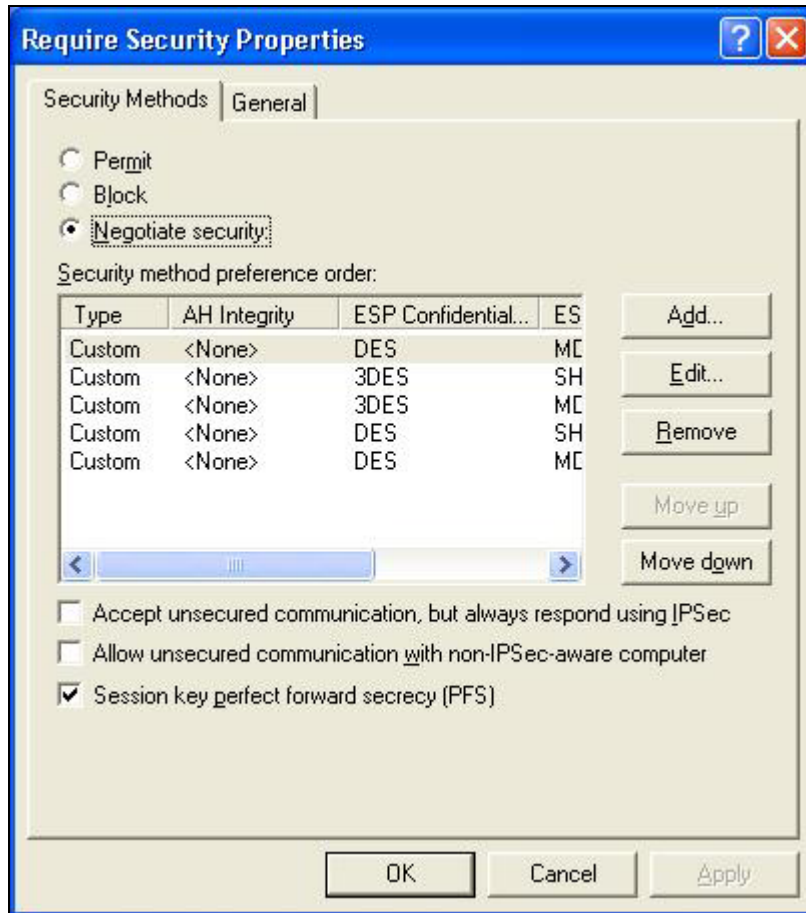 Require Security Properties
Security Methods General
Permit
Block
Negotiate security:
Security method preference order:
Type AH Integrity ESP Confidential... ES
Custom <None> DES MD
Custom <None> 3DES SH
Custom <None> 3DES MD
Custom <None> DES SH
Custom <None> DES MD
Add...
Edit...
Remove
Move up
Move down
Accept unsecured communication, but always respond using IPSec
Allow unsecured communication with non-IPSec-aware computer
Session key perfect forward secrecy (PFS)
OK Cancel Apply